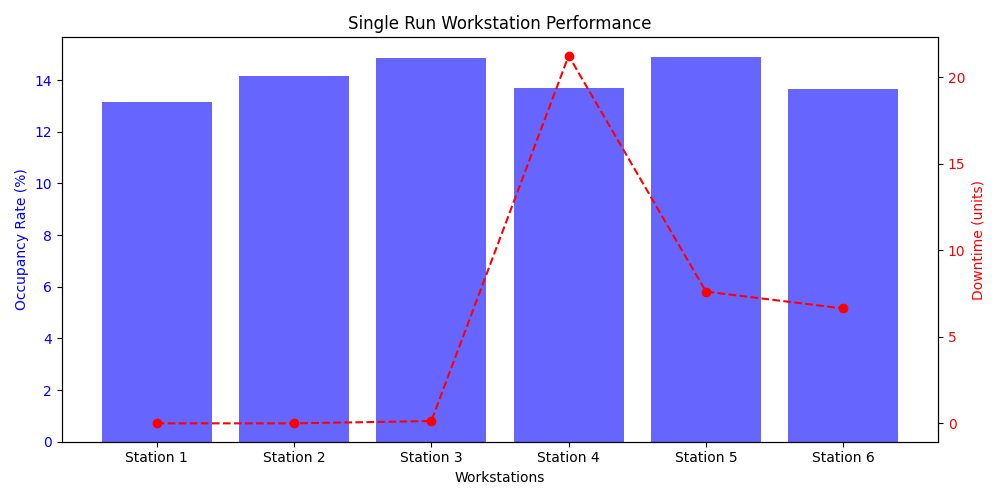 Single Run Workstation Performance
Occupancy Rate (%)
14
12
10
8
6
4
2
0
20
15
10
5
0
Downtime (units)
Station 1 Station 2 Station 3 Station 4 Station 5 Station 6
Workstations